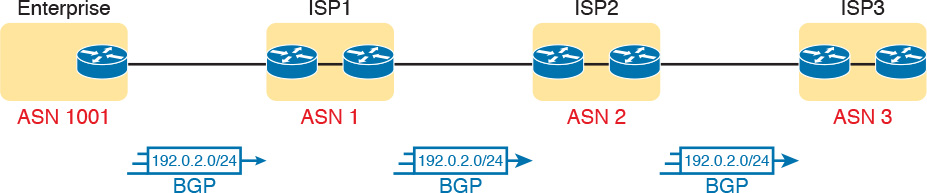 Enterprise
ISP1
ISP2
ISP3
ASN 1001
ASN 1
ASN 2
ASN 3
192.0.2.0/24
192.0.2.0/24
192.0.2.0/24
BGP
BGP
BGP